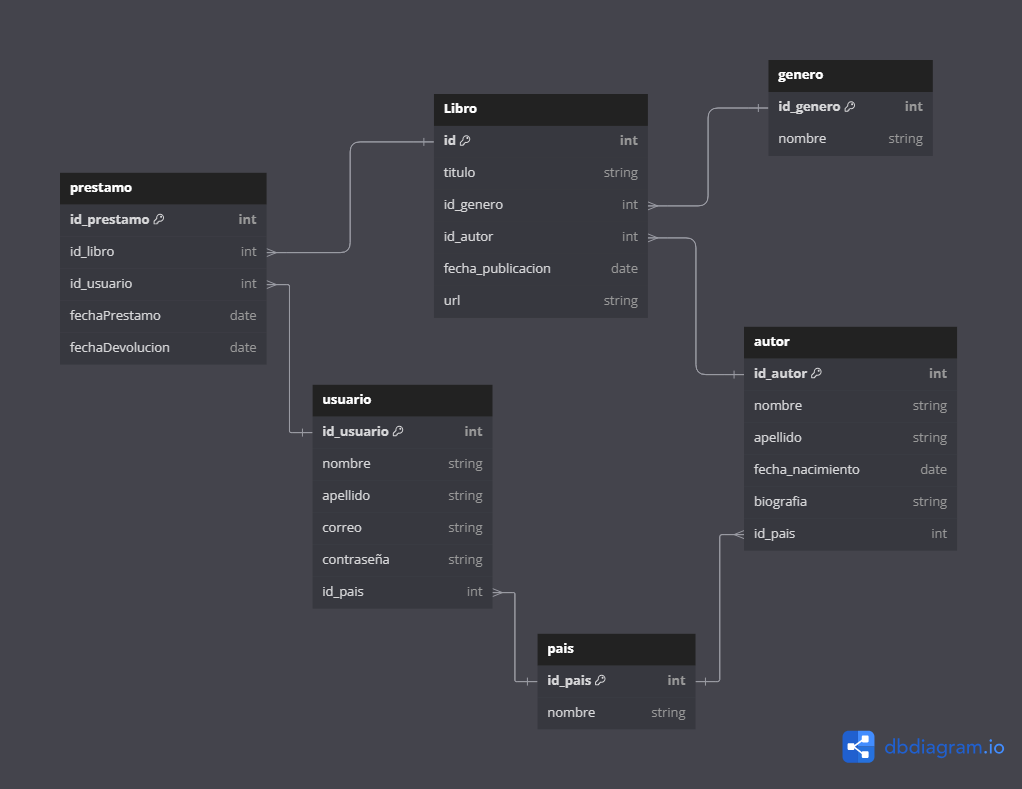 genero
id_genero int
nombre string
Libro
id int
titulo string
id_genero int
id_autor int
fecha_publicacion date
url string
prestamo
id_prestamo int
id_libro int
id_usuario int
fechaPrestamo date
fechaDevolucion date
autor
id_autor int
nombre string
apellido string
fecha_nacimiento date
biografia string
id_pais int
usuario
id_usuario int
nombre string
apellido string
correo string
contraseña string
id_pais int
pais
id_pais int
nombre string
dbdiagram.io